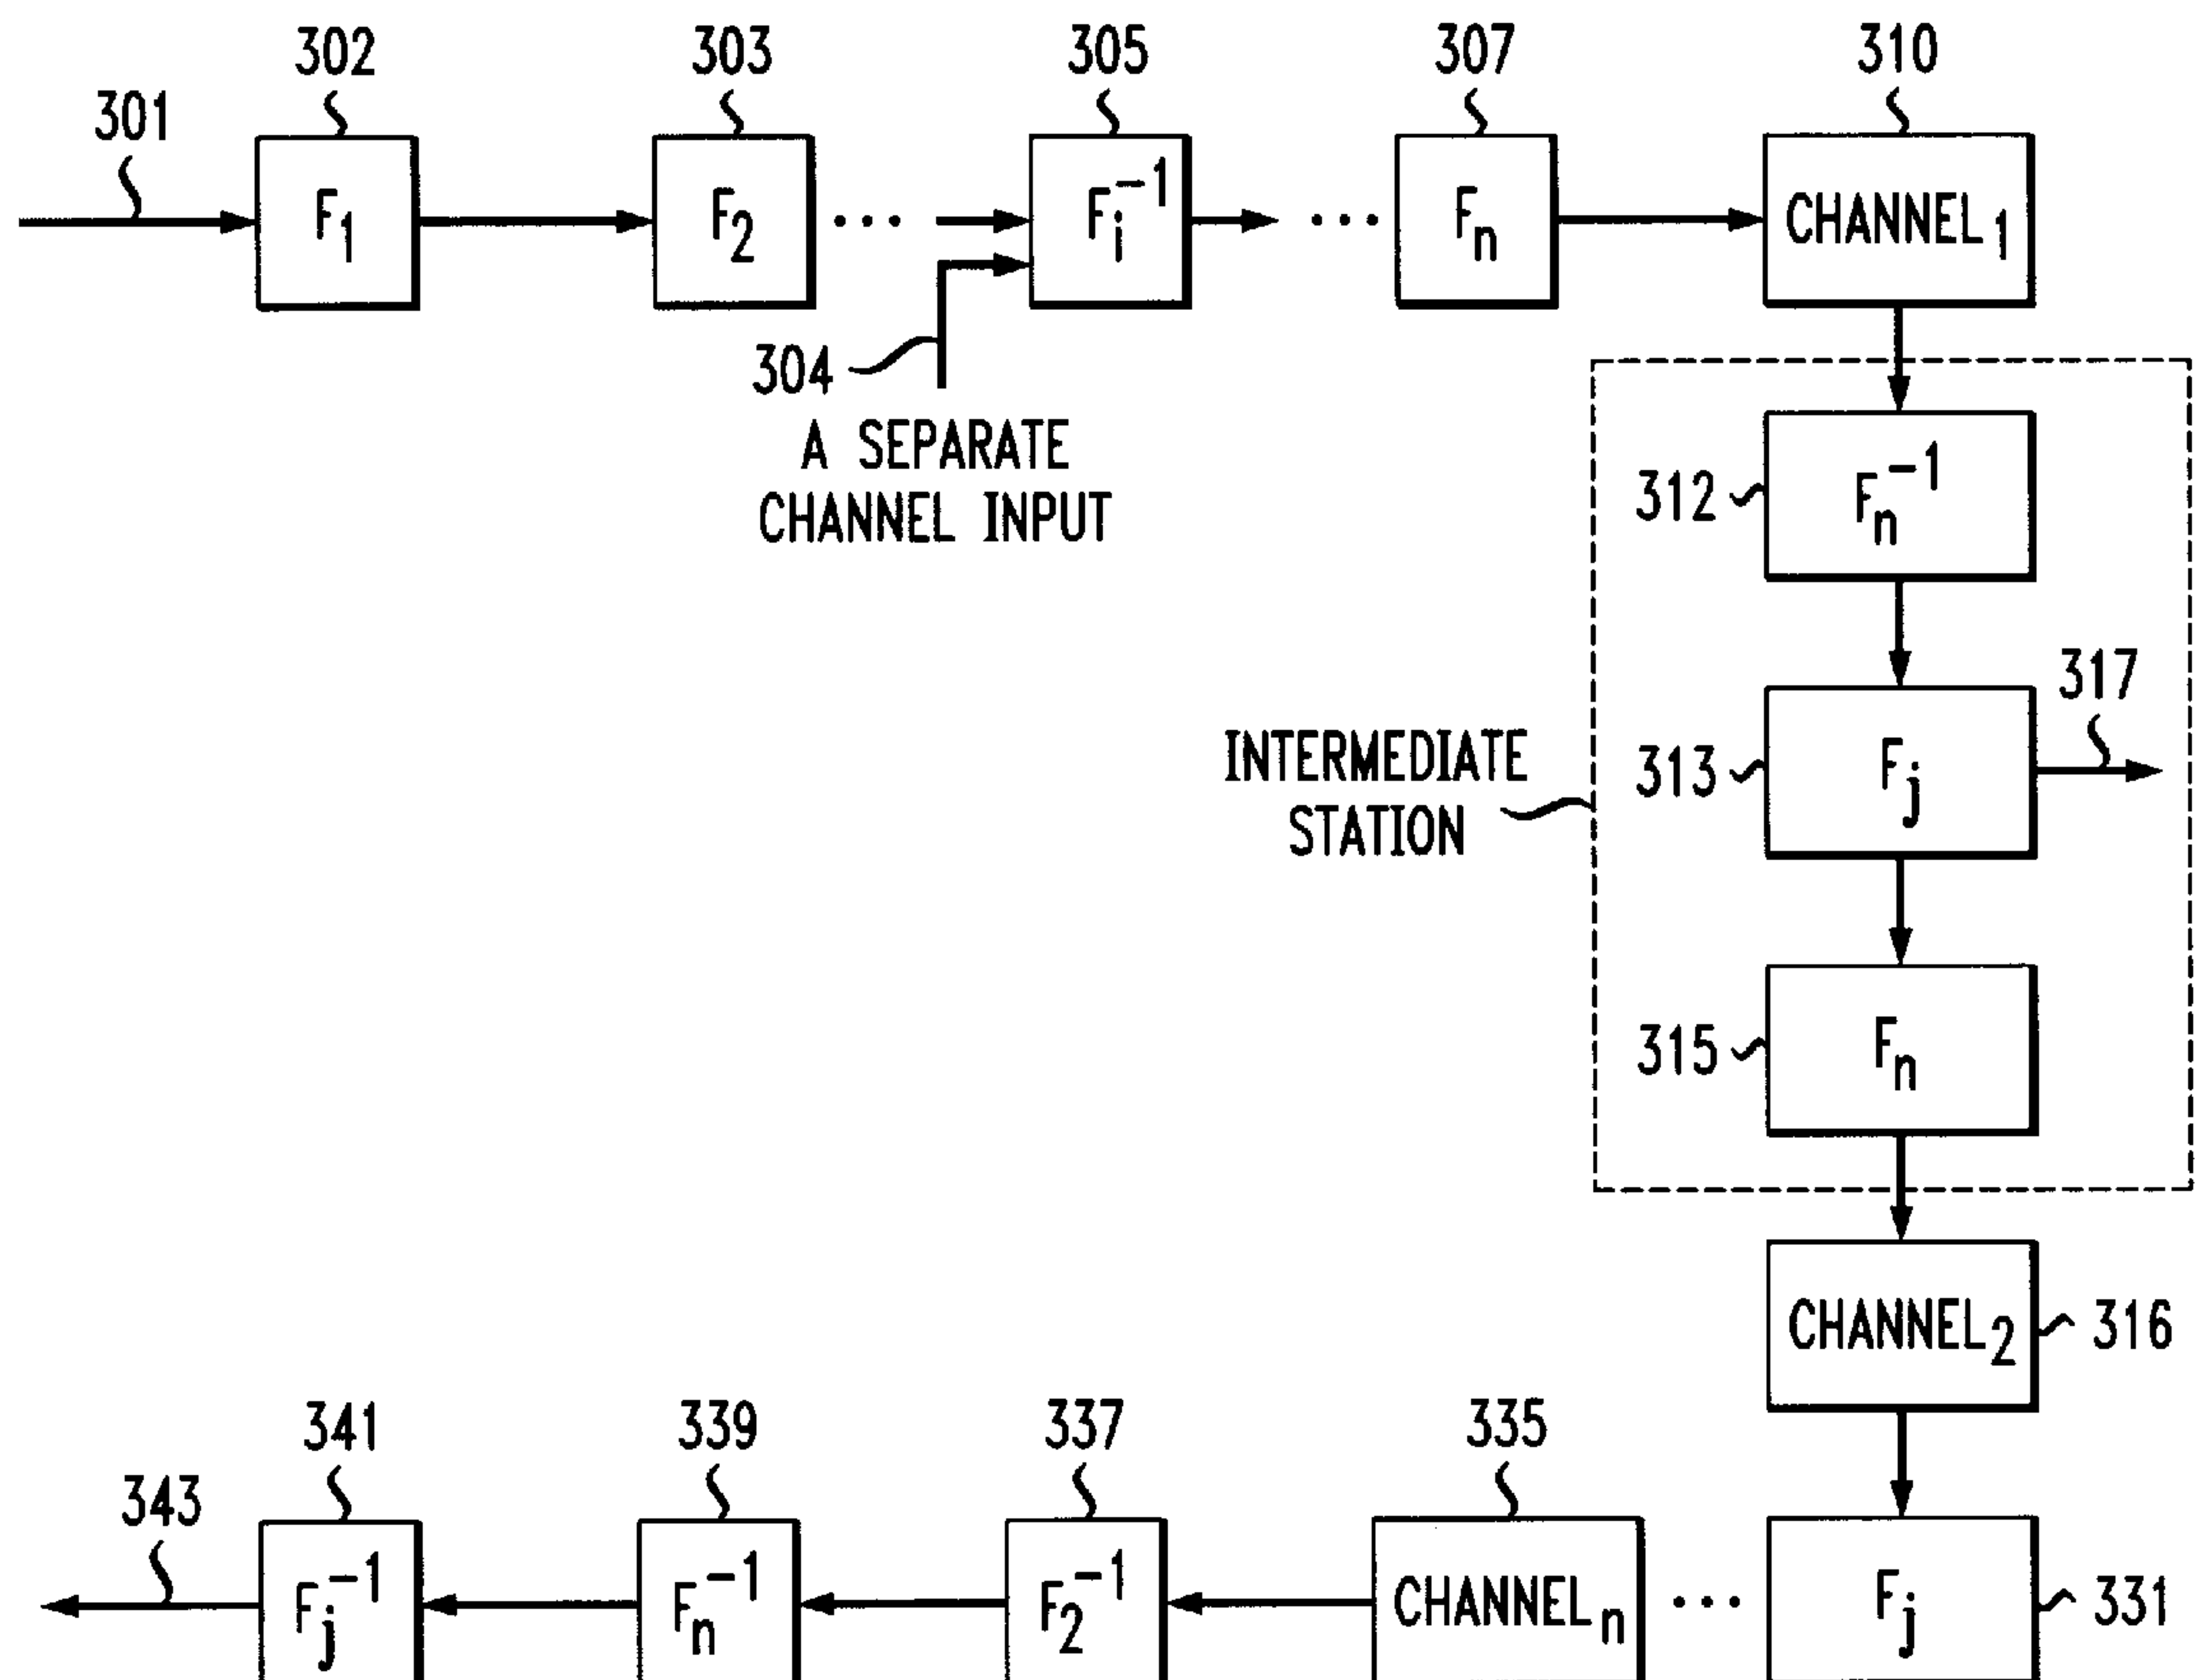 302 303 305 307 310
301
F₁ F₂ ... Fᵢ⁻¹ ... Fₙ CHANNEL₁
304
A SEPARATE
CHANNEL INPUT
312 Fₙ⁻¹
317
INTERMEDIATE
STATION
313 Fⱼ
315 Fₙ
CHANNEL₂ 316
341 339 337 335
343
Fⱼ⁻¹ Fₙ⁻¹ F₂⁻¹ CHANNELₙ ... Fⱼ 331